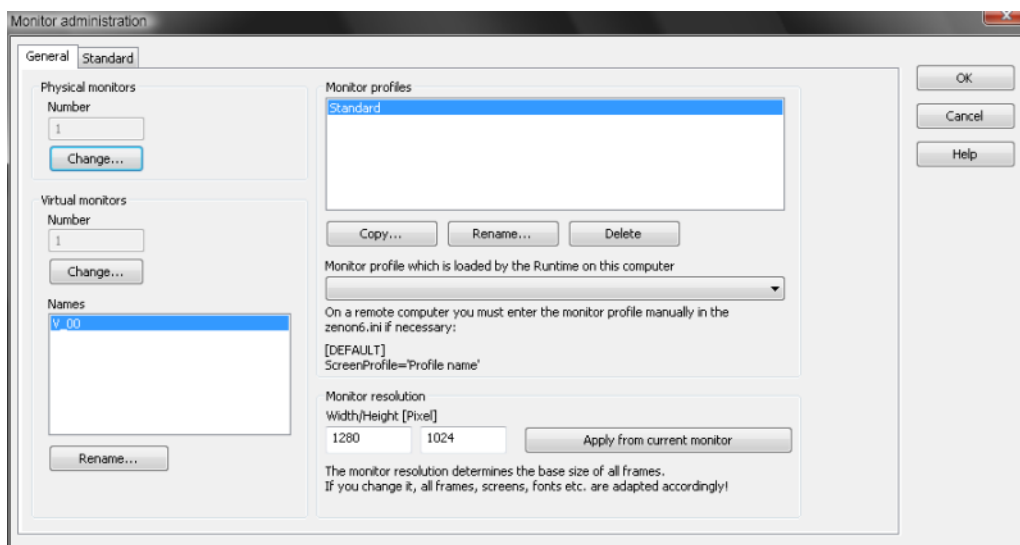 Monitor administration
General
Standard
Physical monitors
Number
1
Change...
Virtual monitors
Number
1
Change...
Names
V_00
Rename...
Monitor profiles
Standard
Copy...
Rename...
Delete
Monitor profile which is loaded by the Runtime on this computer
On a remote computer you must enter the monitor profile manually in the
zenon6.ini if necessary:
[DEFAULT]
ScreenProfile='Profile name'
Monitor resolution
Width/Height [Pixel]
1280
1024
Apply from current monitor
The monitor resolution determines the base size of all frames.
If you change it, all frames, screens, fonts etc. are adapted accordingly!
OK
Cancel
Help